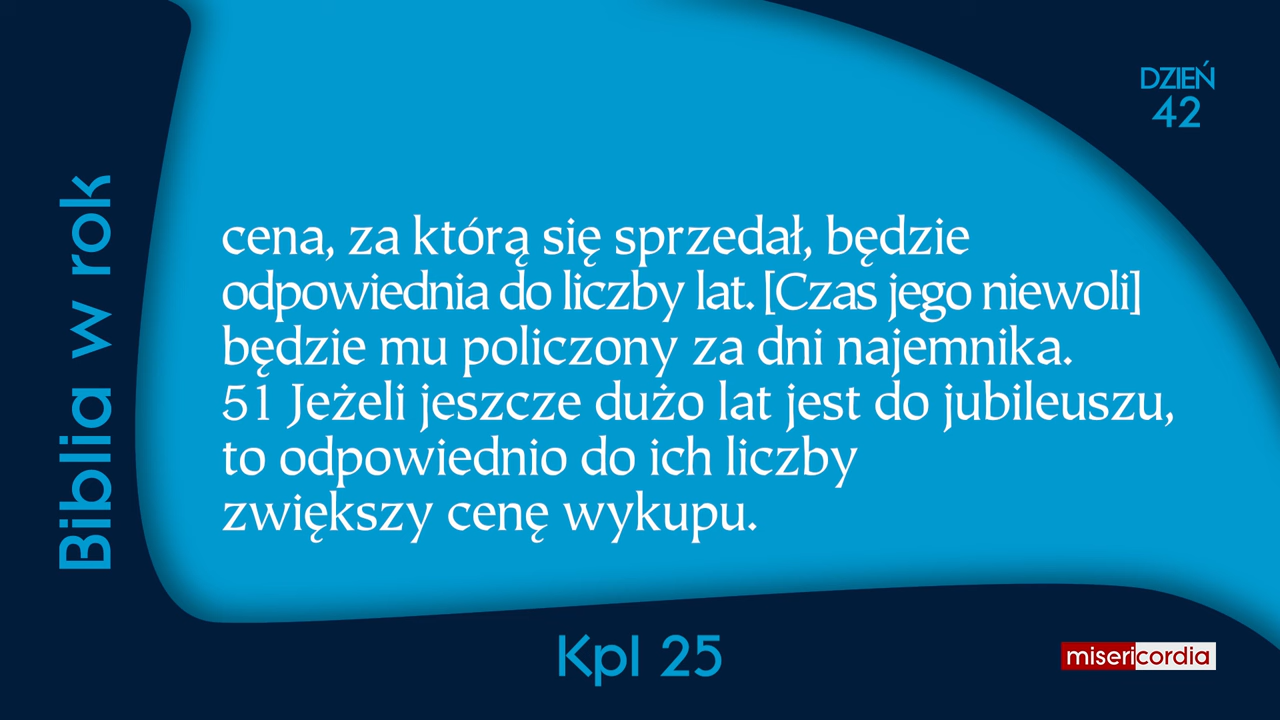 DZIEŃ
42
Biblia w rok
cena, za którą się sprzedał, będzie
odpowiednia do liczby lat. [Czas jego niewoli]
będzie mu policzony za dni najemnika.
51 Jeżeli jeszcze dużo lat jest do jubileuszu,
to odpowiednio do ich liczby
zwiększy cenę wykupu.
Kpl 25
misericordia